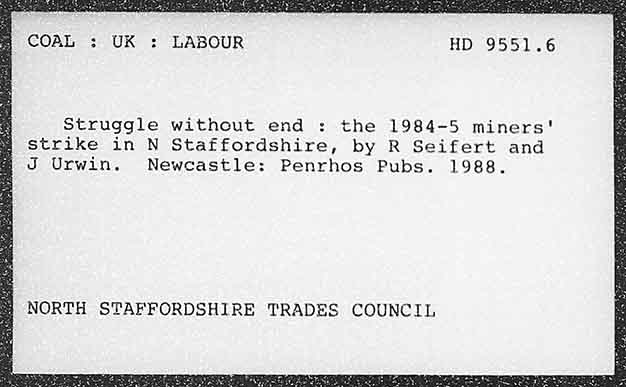 COAL : UK : LABOUR HD 9551.6
Struggle without end : the 1984-5 miners'
strike in N Staffordshire, by R Seifert and
J Urwin. Newcastle: Penrhos Pubs. 1988.
NORTH STAFFORDSHIRE TRADES COUNCIL